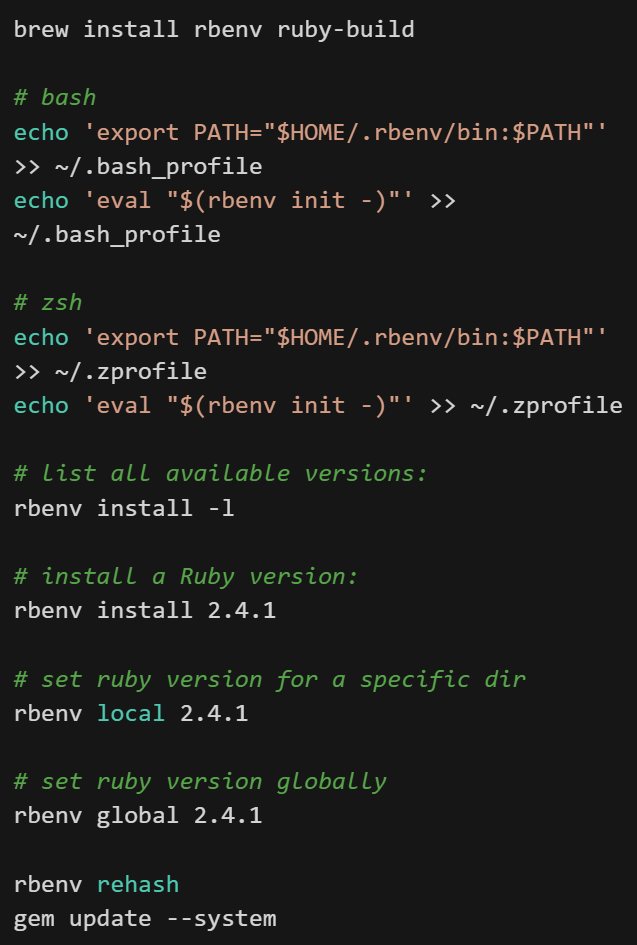 brew install rbenv ruby-build
# bash
echo 'export PATH="$HOME/.rbenv/bin:$PATH"'
>> ~/.bash_profile
echo 'eval "$(rbenv init -)"' >>
~/.bash_profile
# zsh
echo 'export PATH="$HOME/.rbenv/bin:$PATH"'
>> ~/.zprofile
echo 'eval "$(rbenv init -)"' >> ~/.zprofile
# list all available versions:
rbenv install -l
# install a Ruby version:
rbenv install 2.4.1
# set ruby version for a specific dir
rbenv local 2.4.1
# set ruby version globally
rbenv global 2.4.1
rbenv rehash
gem update --system